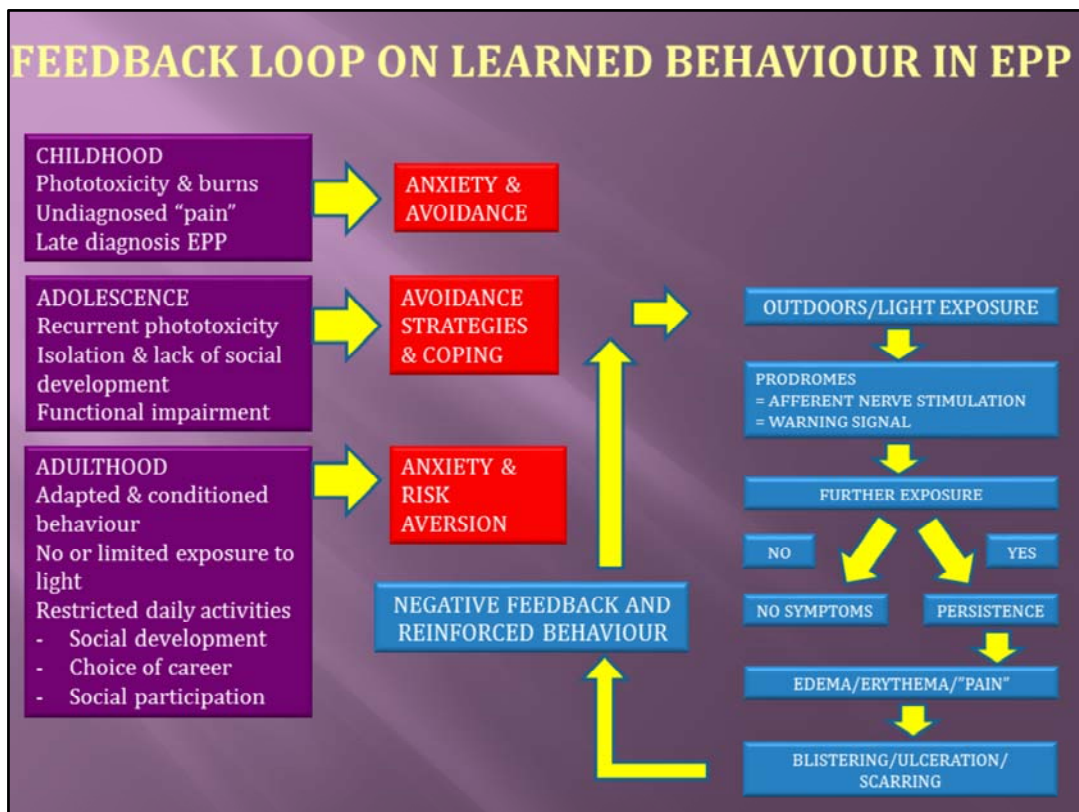 FEEDBACK LOOP ON LEARNED BEHAVIOUR IN EPP
CHILDHOOD
Phototoxicity & burns
Undiagnosed “pain”
Late diagnosis EPP
ANXIETY &
AVOIDANCE
ADOLESCENCE
Recurrent phototoxicity
Isolation & lack of social
development
Functional impairment
AVOIDANCE
STRATEGIES
& COPING
ADULTHOOD
Adapted & conditioned
behaviour
No or limited exposure to
light
Restricted daily activities
- Social development
- Choice of career
- Social participation
ANXIETY &
RISK
AVERSION
NEGATIVE FEEDBACK AND
REINFORCED BEHAVIOUR
OUTDOORS/LIGHT EXPOSURE
PRODROMES
= AFFERENT NERVE STIMULATION
= WARNING SIGNAL
FURTHER EXPOSURE
NO
YES
NO SYMPTOMS
PERSISTENCE
EDEMA/ERYTHEMA/”PAIN”
BLISTERING/ULCERATION/
SCARRING